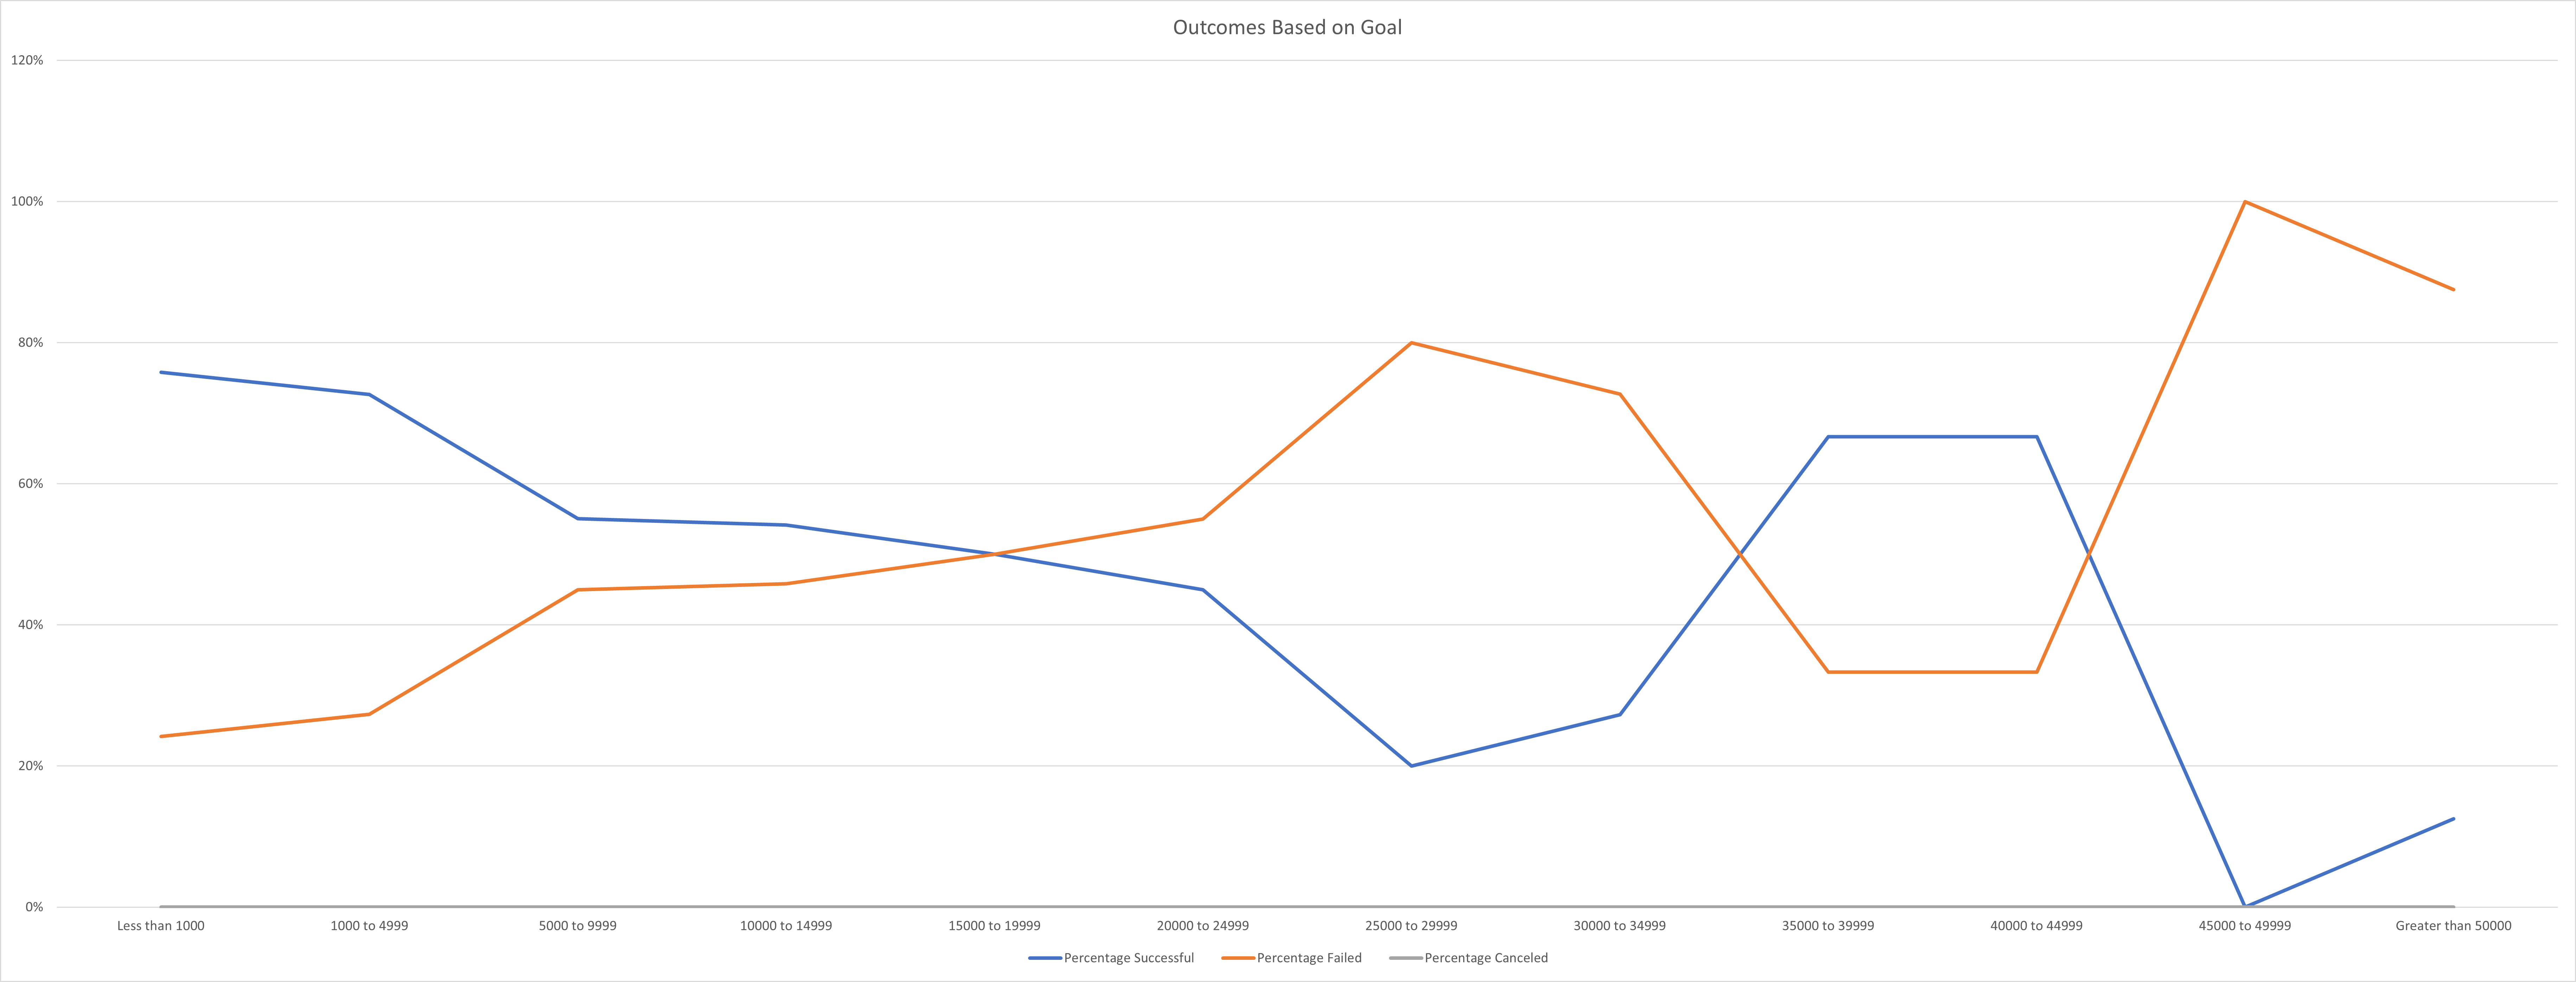 Outcomes Based on Goal
120%
100%
80%
60%
40%
20%
0%
Less than 1000 1000 to 4999 5000 to 9999 10000 to 14999 15000 to 19999 20000 to 24999 25000 to 29999 30000 to 34999 35000 to 39999 40000 to 44999 45000 to 49999 Greater than 50000
Percentage Successful Percentage Failed Percentage Canceled